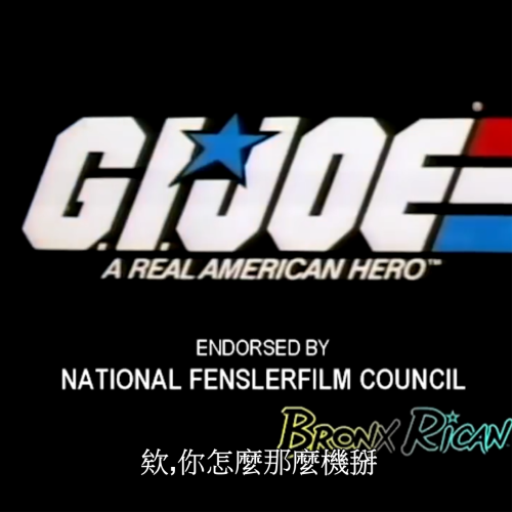 G.I.JOE
A REAL AMERICAN HERO™
ENDORSED BY
NATIONAL FENSLERFILM COUNCIL
BRONX RICAN
欸,你怎麼那麼機掰